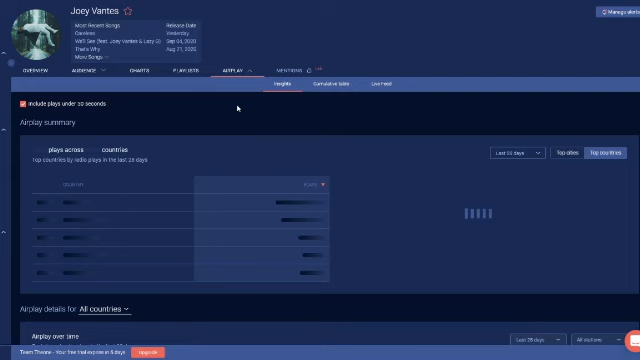 Joey Vantes
Manage alerts
Most Recent Songs Release Date
Careless Yesterday
We'll See (feat. Joey Vantes & Lazy Sep 04, 2020
That's Why Aug 21, 2020
More Songs
OVERVIEW AUDIENCE CHARTS PLAYLISTS AIRPLAY MENTIONS
Insights Cumulative table Live Feed
Include plays under 30 seconds
Airplay summary
plays across countries
Top countries by radio plays in the last 28 days
Last 28 days Top cities Top countries
COUNTRY PLAYS
Airplay details for All countries
Airplay over time
Last 28 days All stations
Team Theone - Your free trial expires in 6 days Upgrade